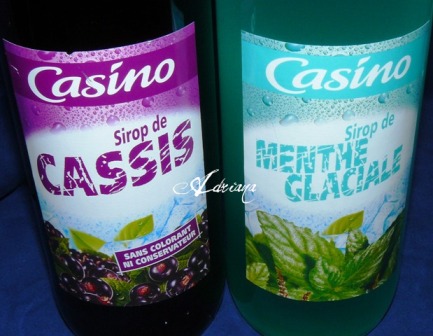 Casino
Sirop de
CASSIS
SANS COLORANT
NI CONSERVATEUR
Adriana
Casino
Sirop de
MENTHE
GLACIALE